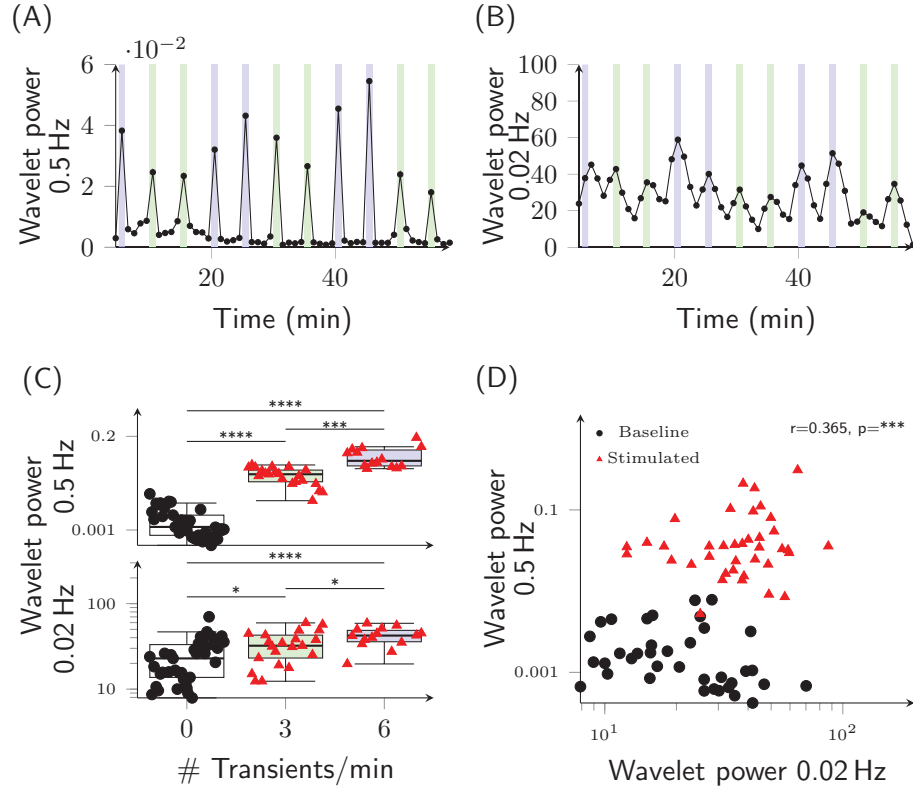 (A)
·10⁻²
Wavelet power
0.5 Hz
6
4
2
0
20
40
Time (min)
(B)
Wavelet power
0.02 Hz
100
80
60
40
20
0
20
40
Time (min)
(C)
Wavelet power
0.5 Hz
0.2
0.001
****
****
***
Wavelet power
0.02 Hz
100
10
****
*
*
0
3
6
# Transients/min
(D)
Wavelet power
0.5 Hz
0.1
0.001
Baseline
Stimulated
r=0.365, p=***
10¹
10²
Wavelet power 0.02 Hz